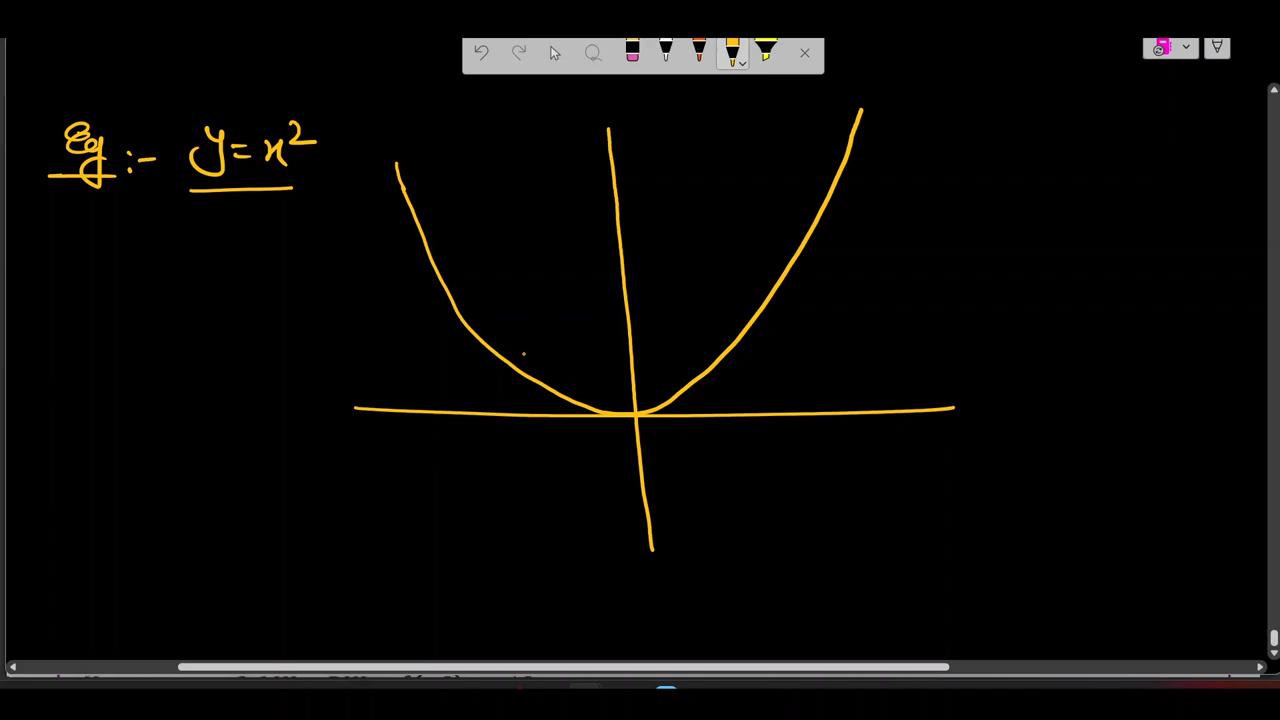 Eg :- y = x²